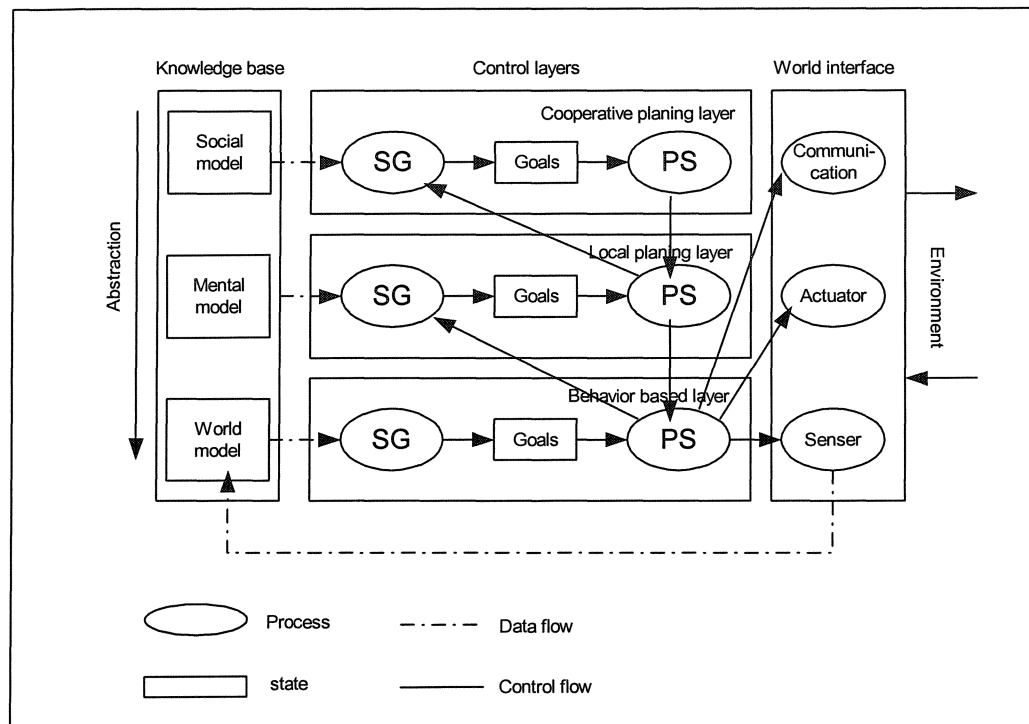 Knowledge base
Control layers
World interface
Abstraction
Social
model
Cooperative planing layer
SG
Goals
PS
Communi-
cation
Mental
model
Local planing layer
SG
Goals
PS
Actuator
Environment
World
model
Behavior based layer
SG
Goals
PS
Senser
Process
Data flow
state
Control flow